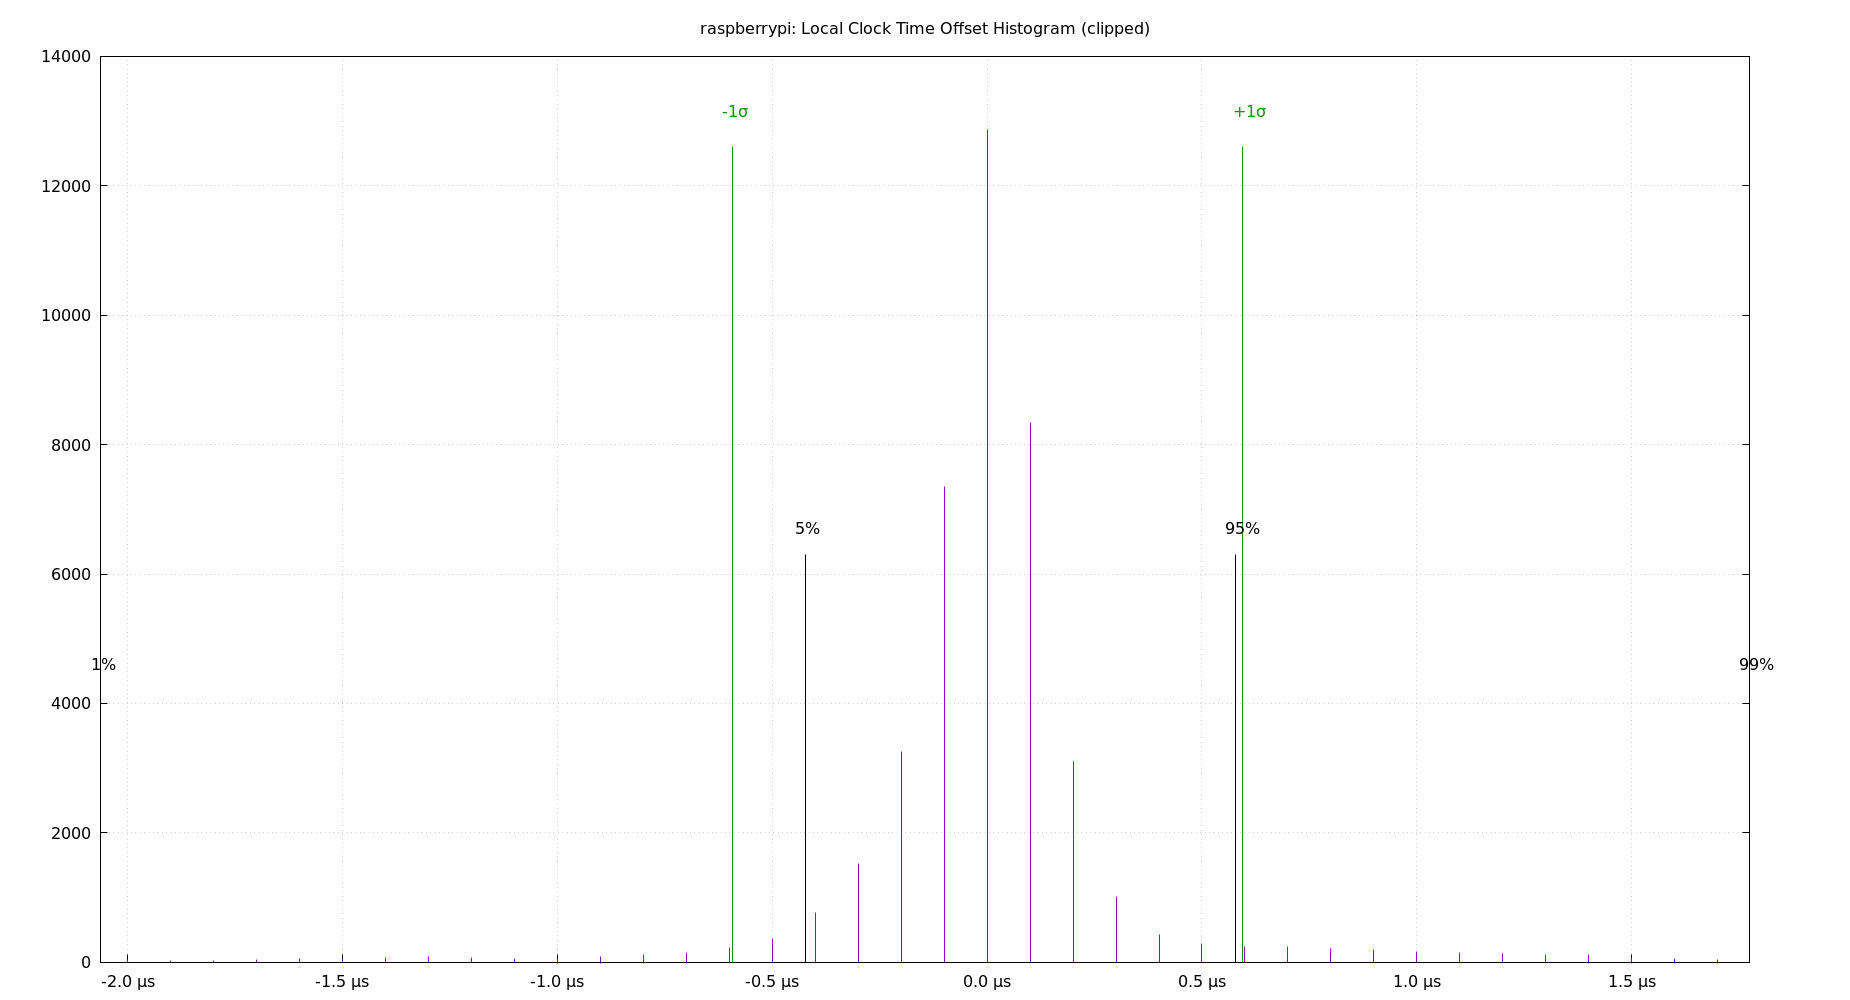 raspberrypi: Local Clock Time Offset Histogram (clipped)
14000
-1σ
+1σ
12000
10000
8000
5%
95%
6000
1%
99%
4000
2000
0
-2.0 µs
-1.5 µs
-1.0 µs
-0.5 µs
0.0 µs
0.5 µs
1.0 µs
1.5 µs